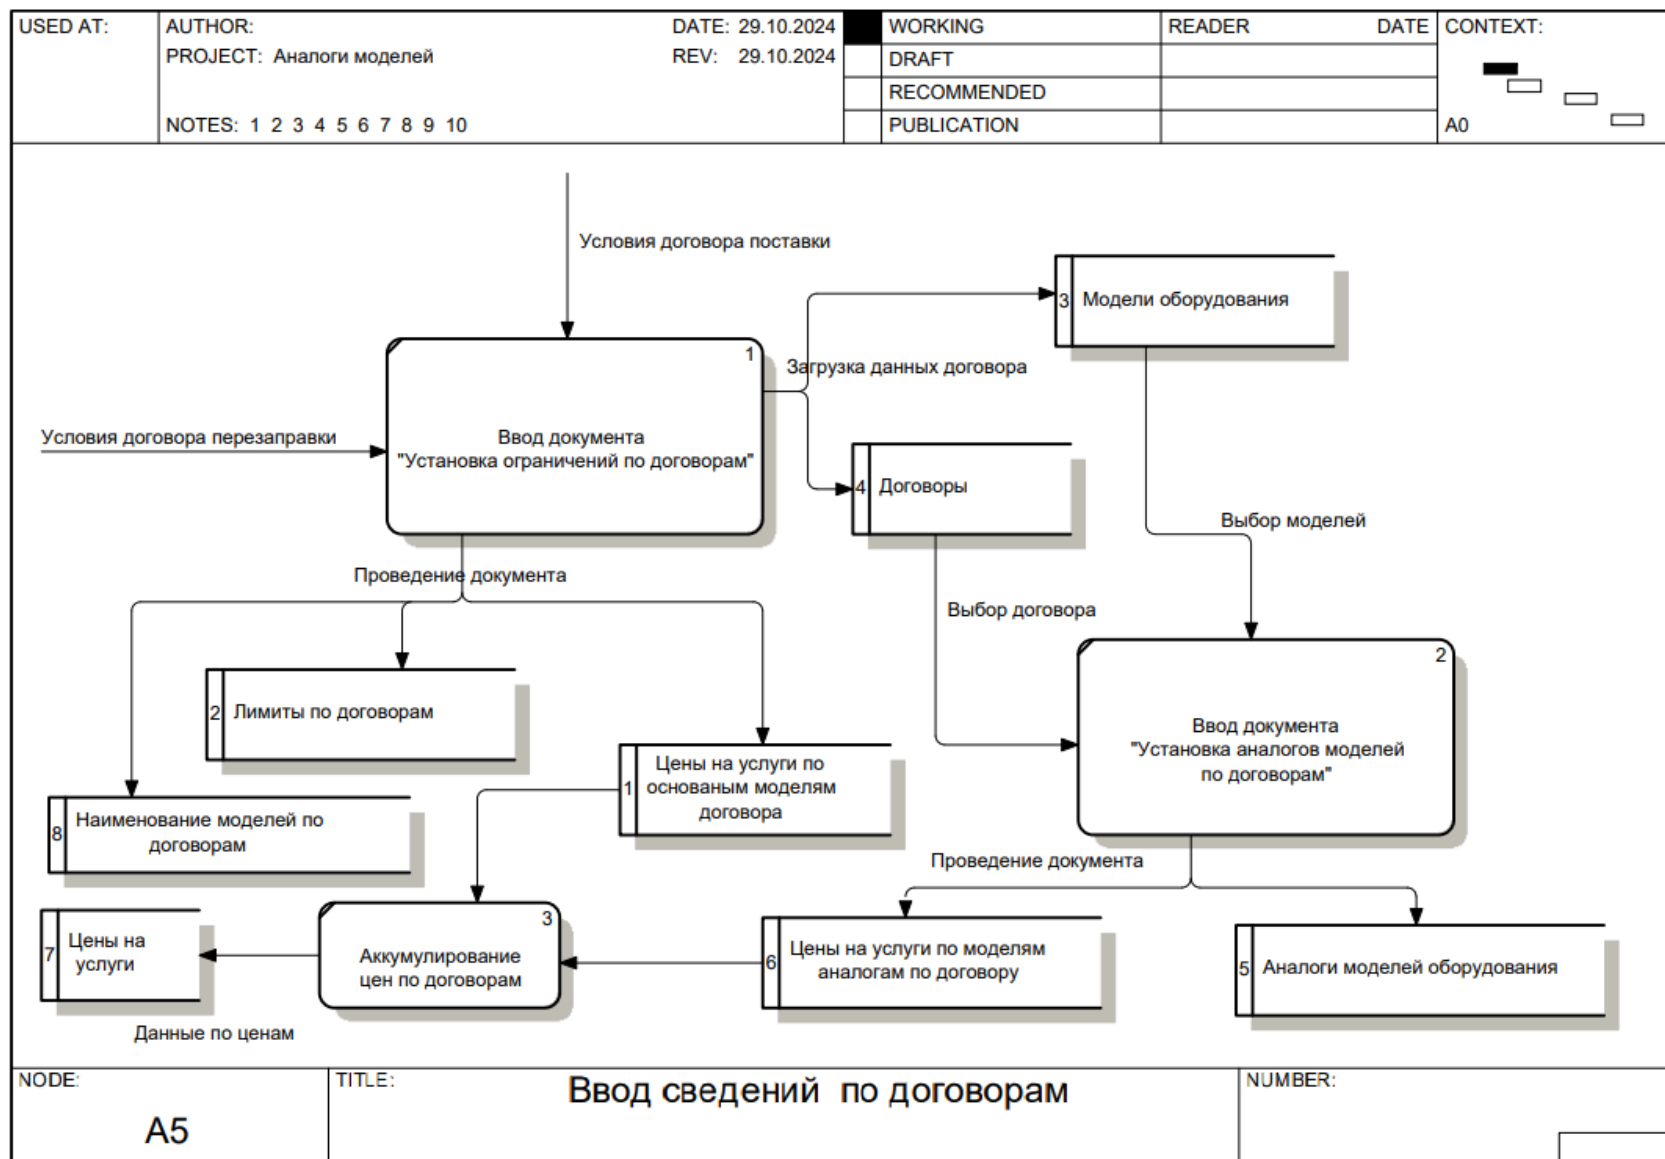 USED AT:
AUTHOR:
DATE: 29.10.2024
PROJECT: Аналоги моделей
REV: 29.10.2024
NOTES: 1 2 3 4 5 6 7 8 9 10
WORKING
DRAFT
RECOMMENDED
PUBLICATION
READER
DATE
CONTEXT:
A0
Условия договора поставки
3
Модели оборудования
1
Загрузка данных договора
Условия договора перезаправки
Ввод документа
"Установка ограничений по договорам"
4
Договоры
Выбор моделей
Проведение документа
Выбор договора
2
Лимиты по договорам
2
Ввод документа
"Установка аналогов моделей
по договорам"
1
Цены на услуги по
основаным моделям
договора
8
Наименование моделей по
договорам
Проведение документа
7
Цены на
услуги
3
Аккумулирование
цен по договорам
6
Цены на услуги по моделям
аналогам по договору
5
Аналоги моделей оборудования
Данные по ценам
NODE:
A5
TITLE:
Ввод сведений по договорам
NUMBER: